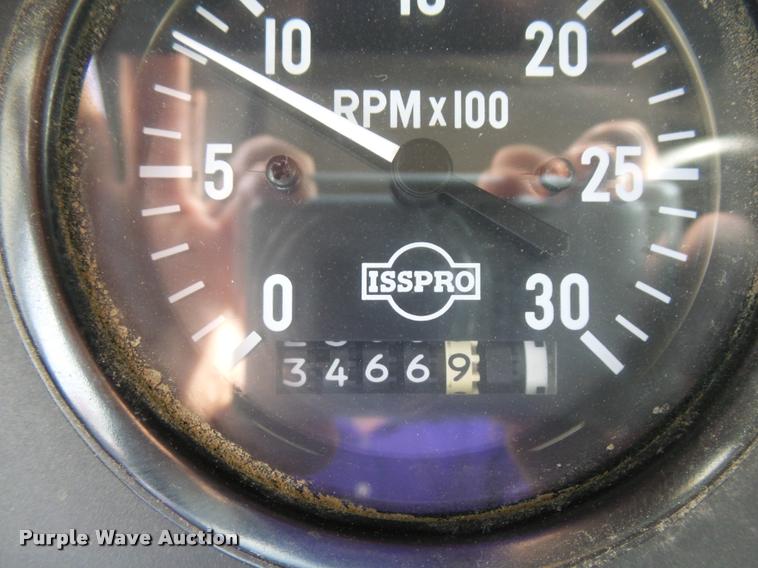 10 20
RPM x 100
5 25
ISSPRO
0 30
34669
Purple Wave Auction